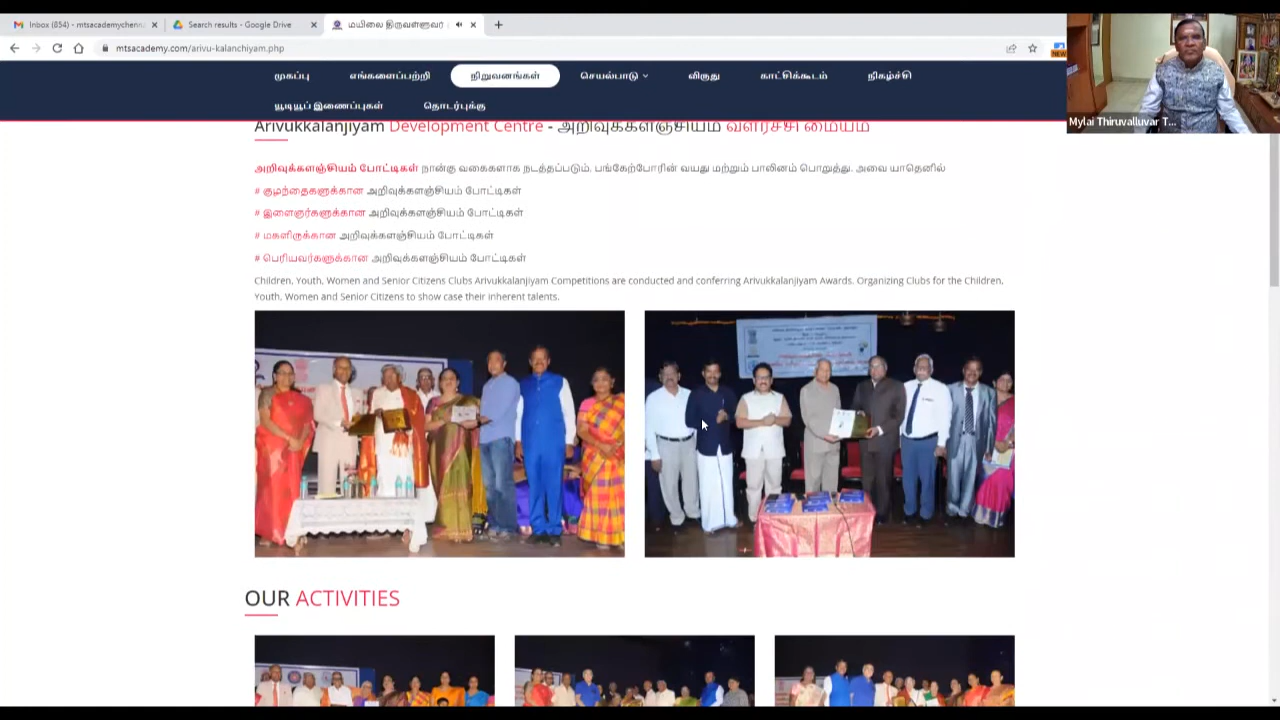 Inbox (854) - mtsacademychenn
Search results - Google Drive
மயிலை திருவள்ளுவர்
mtsacademy.com/arivu-kalanchiyam.php
NEW
முகப்பு எங்களைப்பற்றி நிறுவனங்கள் செயல்பாடு விருது காட்சிக்கூடம் நிகழ்ச்சி
யூடியூப் இணைப்புகள் தொடர்புக்கு
Mylai Thiruvalluvar T...
Arivukkalanjiyam Development Centre - அறிவுக்களஞ்சியம் வளர்ச்சி மையம்
அறிவுக்களஞ்சியம் போட்டிகள் நான்கு வகைகளாக நடத்தப்படும். பங்கேற்போரின் வயது மற்றும் பாலினம் பொறுத்து. அவை யாதெனில்
# குழந்தைகளுக்கான அறிவுக்களஞ்சியம் போட்டிகள்
# இளைஞர்களுக்கான அறிவுக்களஞ்சியம் போட்டிகள்
# மகளிருக்கான அறிவுக்களஞ்சியம் போட்டிகள்
# பெரியவர்களுக்கான அறிவுக்களஞ்சியம் போட்டிகள்
Children, Youth, Women and Senior Citizens Clubs Arivukkalanjiyam Competitions are conducted and conferring Arivukkalanjiyam Awards. Organizing Clubs for the Children,
Youth, Women and Senior Citizens to show case their inherent talents.
OUR ACTIVITIES